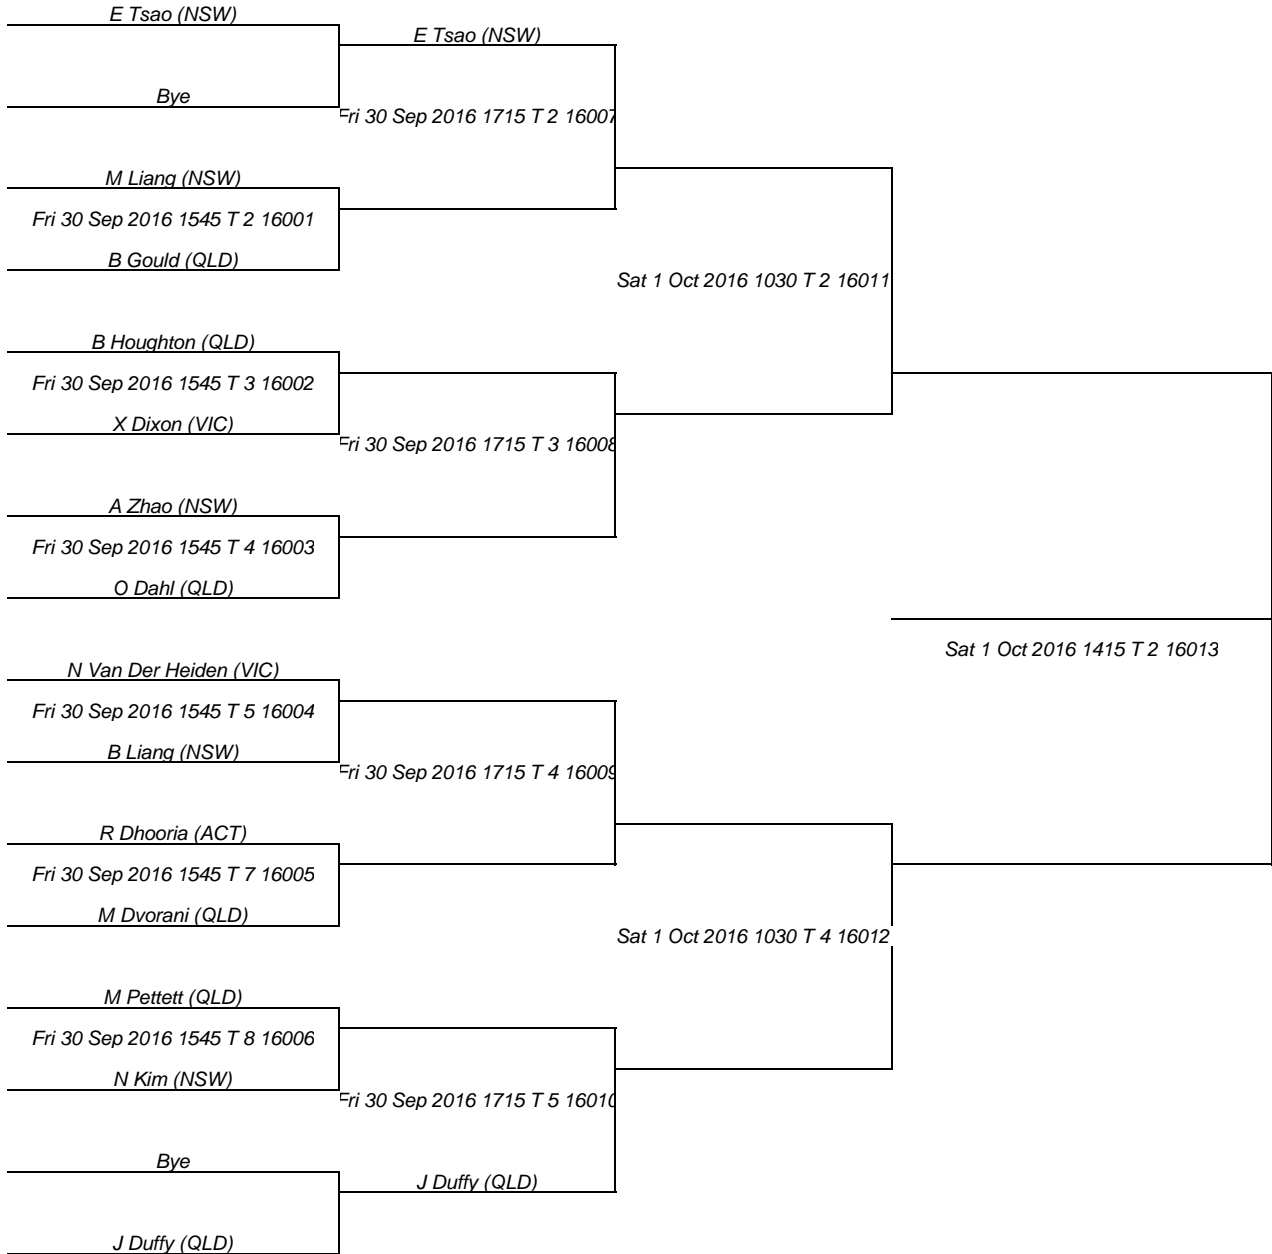 E Tsao (NSW)
E Tsao (NSW)
Bye
Fri 30 Sep 2016 1715 T 2 16007
M Liang (NSW)
Fri 30 Sep 2016 1545 T 2 16001
B Gould (QLD)
Sat 1 Oct 2016 1030 T 2 16011
B Houghton (QLD)
Fri 30 Sep 2016 1545 T 3 16002
X Dixon (VIC)
Fri 30 Sep 2016 1715 T 3 16008
A Zhao (NSW)
Fri 30 Sep 2016 1545 T 4 16003
O Dahl (QLD)
Sat 1 Oct 2016 1415 T 2 16013
N Van Der Heiden (VIC)
Fri 30 Sep 2016 1545 T 5 16004
B Liang (NSW)
Fri 30 Sep 2016 1715 T 4 16009
R Dhooria (ACT)
Fri 30 Sep 2016 1545 T 7 16005
M Dvorani (QLD)
Sat 1 Oct 2016 1030 T 4 16012
M Pettett (QLD)
Fri 30 Sep 2016 1545 T 8 16006
N Kim (NSW)
Fri 30 Sep 2016 1715 T 5 16010
Bye
J Duffy (QLD)
J Duffy (QLD)